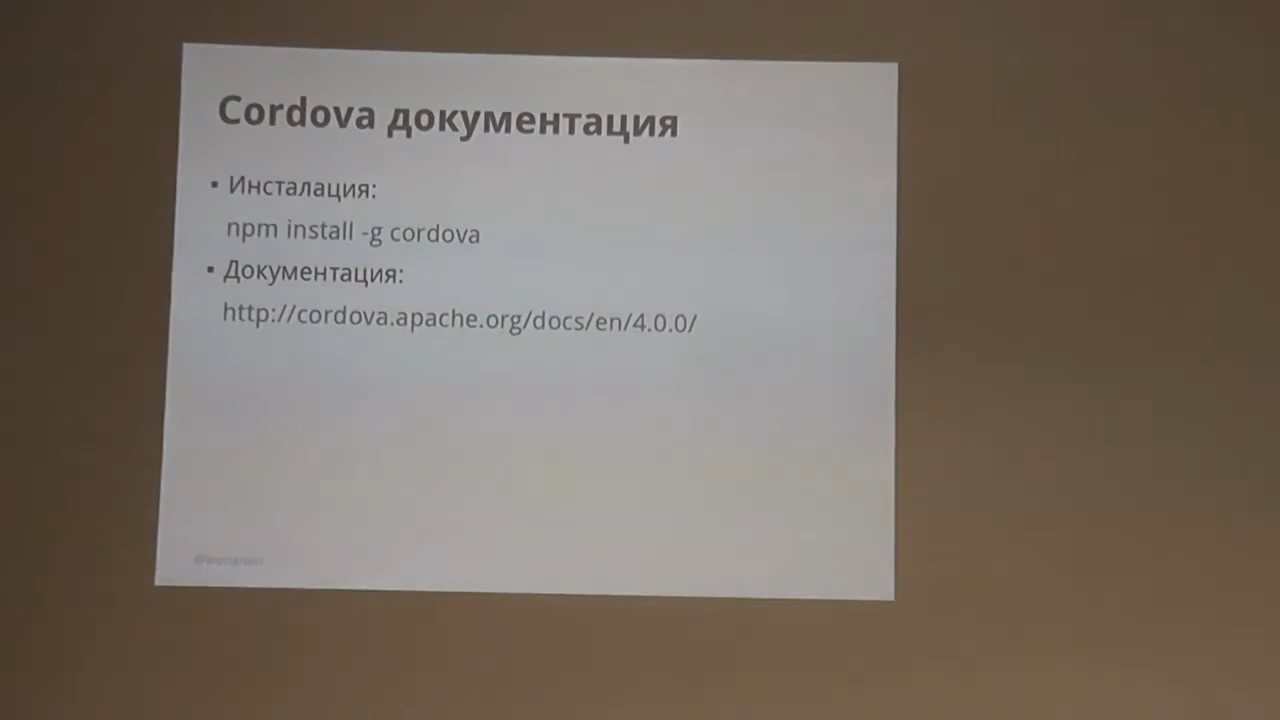 Cordova документация
▪ Инсталация:
npm install -g cordova
▪ Документация:
http://cordova.apache.org/docs/en/4.0.0/